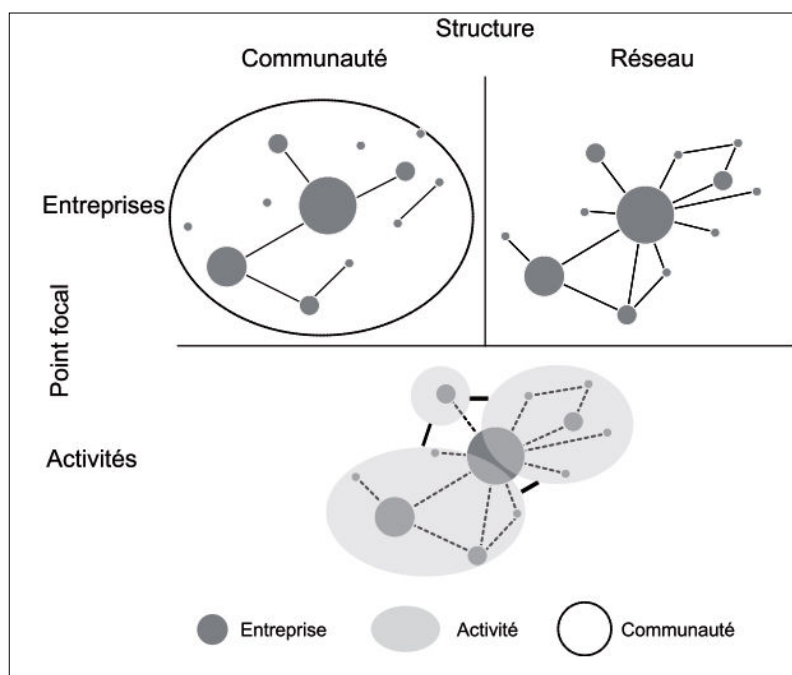 Structure
Communauté Réseau
Entreprises
Point focal
Activités
Entreprise Activité Communauté